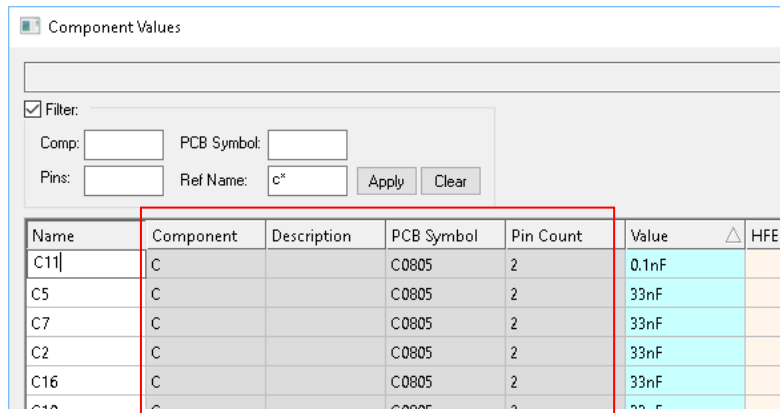 Component Values
Filter:
Comp: PCB Symbol:
Pins: Ref Name: c* Apply Clear
Name Component Description PCB Symbol Pin Count Value HFE
C11 C C0805 2 0.1nF
C5 C C0805 2 33nF
C7 C C0805 2 33nF
C2 C C0805 2 33nF
C16 C C0805 2 33nF